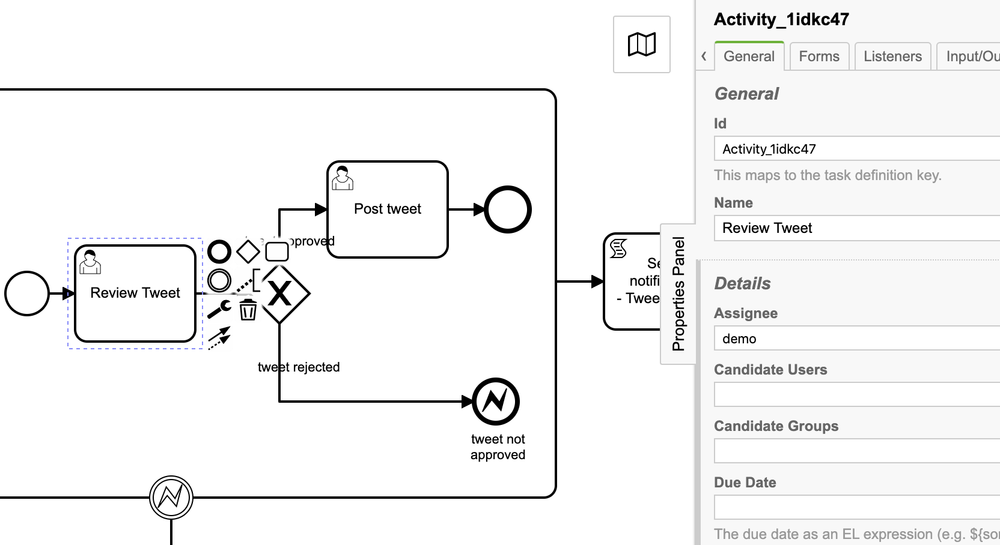 Activity_1idkc47
General
Forms
Listeners
Input/Ou
General
Id
Activity_1idkc47
This maps to the task definition key.
Name
Review Tweet
Details
Assignee
demo
Candidate Users
Candidate Groups
Due Date
The due date as an EL expression (e.g. ${so
Properties Panel
Post tweet
pproved
Review Tweet
X
tweet rejected
tweet not
approved
Se
notifi
- Twee